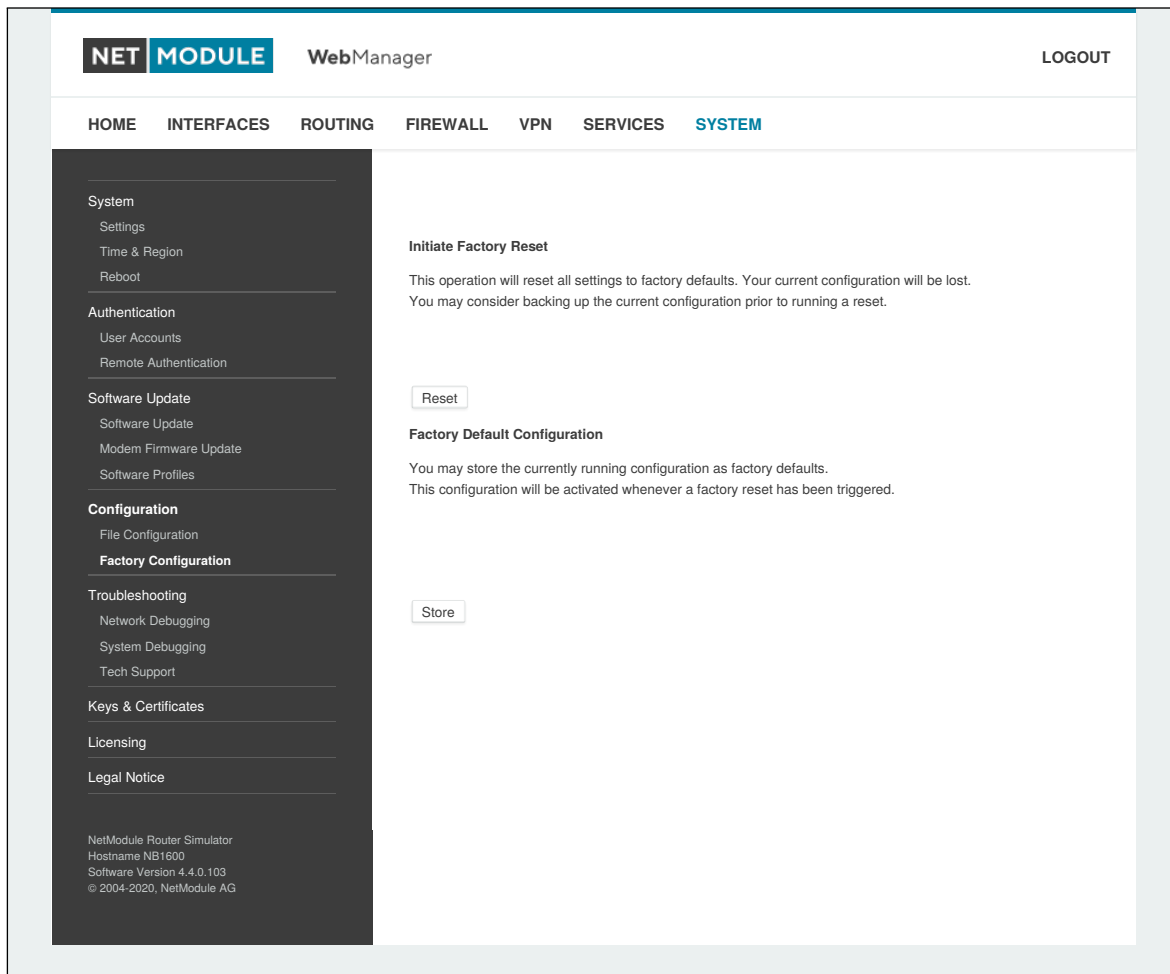 NET MODULE WebManager LOGOUT
HOME INTERFACES ROUTING FIREWALL VPN SERVICES SYSTEM
System
Settings
Time & Region
Reboot
Authentication
User Accounts
Remote Authentication
Software Update
Software Update
Modem Firmware Update
Software Profiles
Configuration
File Configuration
Factory Configuration
Troubleshooting
Network Debugging
System Debugging
Tech Support
Keys & Certificates
Licensing
Legal Notice
NetModule Router Simulator
Hostname NB1600
Software Version 4.4.0.103
© 2004-2020, NetModule AG
Initiate Factory Reset
This operation will reset all settings to factory defaults. Your current configuration will be lost.
You may consider backing up the current configuration prior to running a reset.
Reset
Factory Default Configuration
You may store the currently running configuration as factory defaults.
This configuration will be activated whenever a factory reset has been triggered.
Store